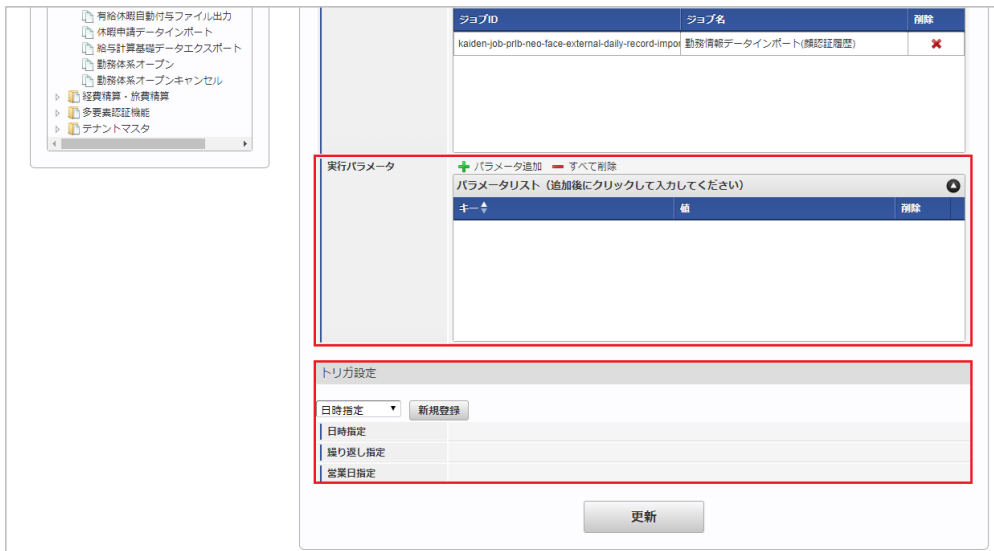 有給休暇自動付与ファイル出力
休暇申請データインポート
給与計算基礎データエクスポート
勤務体系オープン
勤務体系オープンキャンセル
経費精算・旅費精算
多要素認証機能
テナントマスタ
ジョブID ジョブ名 削除
kaiden-job-prlb-neo-face-external-daily-record-impor 勤務情報データインポート(顔認証履歴)
実行パラメータ パラメータ追加 すべて削除
パラメータリスト（追加後にクリックして入力してください）
キー 値 削除
トリガ設定
日時指定 新規登録
日時指定
繰り返し指定
営業日指定
更新